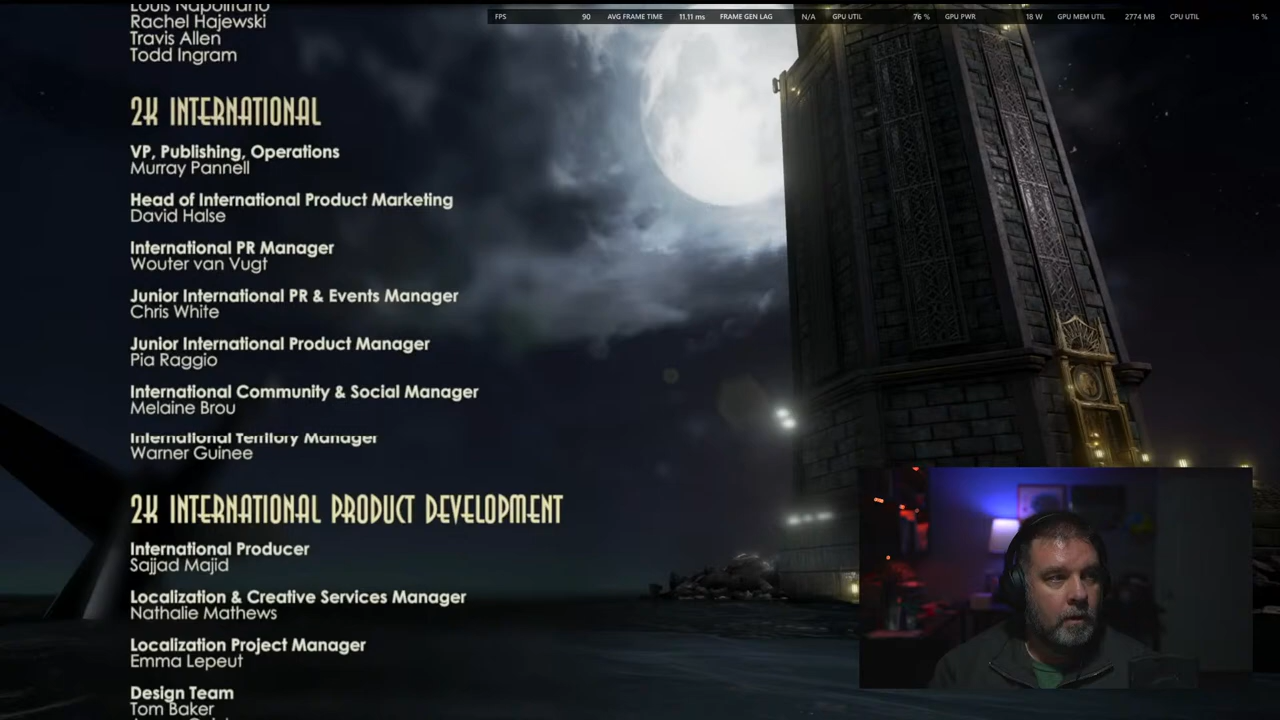 FPS 90 AVG FRAME TIME 11.11 ms FRAME GEN LAG N/A GPU UTIL 76 % GPU PWR 18 W GPU MEM UTIL 2774 MB CPU UTIL 16 %
Louis Napolitano
Rachel Hajewski
Travis Allen
Todd Ingram
2K INTERNATIONAL
VP, Publishing, Operations
Murray Pannell
Head of International Product Marketing
David Halse
International PR Manager
Wouter van Vugt
Junior International PR & Events Manager
Chris White
Junior International Product Manager
Pia Raggio
International Community & Social Manager
Melaine Brou
International Territory Manager
Warner Guinee
2K INTERNATIONAL PRODUCT DEVELOPMENT
International Producer
Sajjad Majid
Localization & Creative Services Manager
Nathalie Mathews
Localization Project Manager
Emma Lepeut
Design Team
Tom Baker